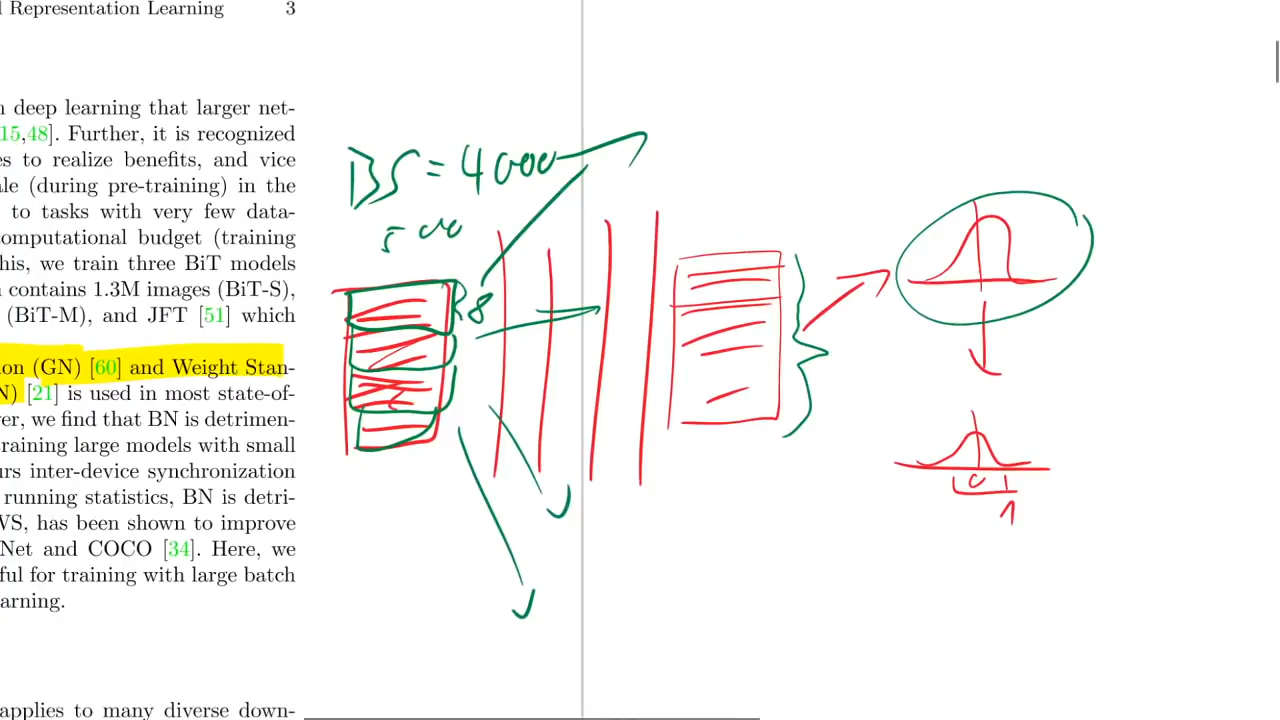 l Representation Learning 3
n deep learning that larger net-
15,48]. Further, it is recognized
es to realize benefits, and vice
ale (during pre-training) in the
to tasks with very few data-
omputational budget (training
his, we train three BiT models
contains 1.3M images (BiT-S),
(BiT-M), and JFT [51] which
ion (GN) [60] and Weight Stan-
N) [21] is used in most state-of-
ver, we find that BN is detrimen-
training large models with small
urs inter-device synchronization
running statistics, BN is detri-
WS, has been shown to improve
Net and COCO [34]. Here, we
ful for training with large batch
arning.
applies to many diverse down-
BS = 4000
500
0
1